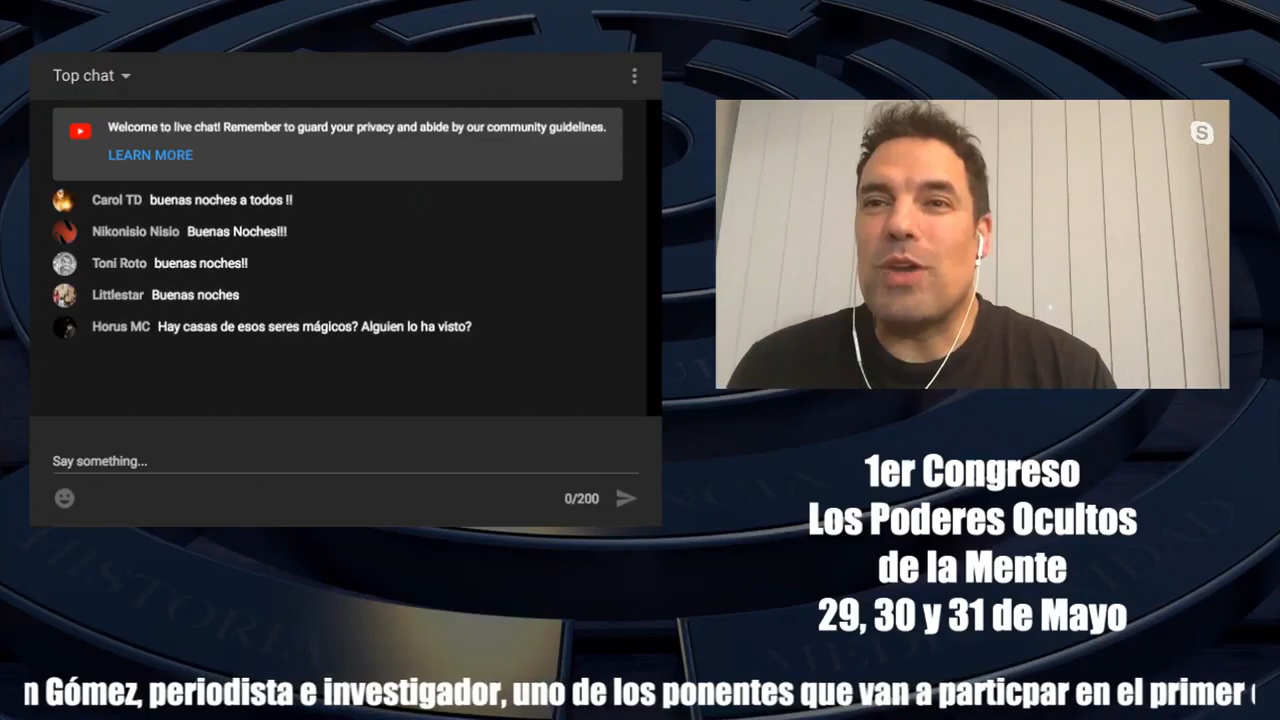 Top chat
Welcome to live chat! Remember to guard your privacy and abide by our community guidelines.
LEARN MORE
Carol TD buenas noches a todos !!
Nikonisio Nisio Buenas Noches!!!
Toni Roto buenas noches!!
Littlestar Buenas noches
Horus MC Hay casas de esos seres mágicos? Alguien lo ha visto?
Say something...
0/200
S
1er Congreso
Los Poderes Ocultos
de la Mente
29, 30 y 31 de Mayo
HISTORIA
n Gómez, periodista e investigador, uno de los ponentes que van a particpar en el primer